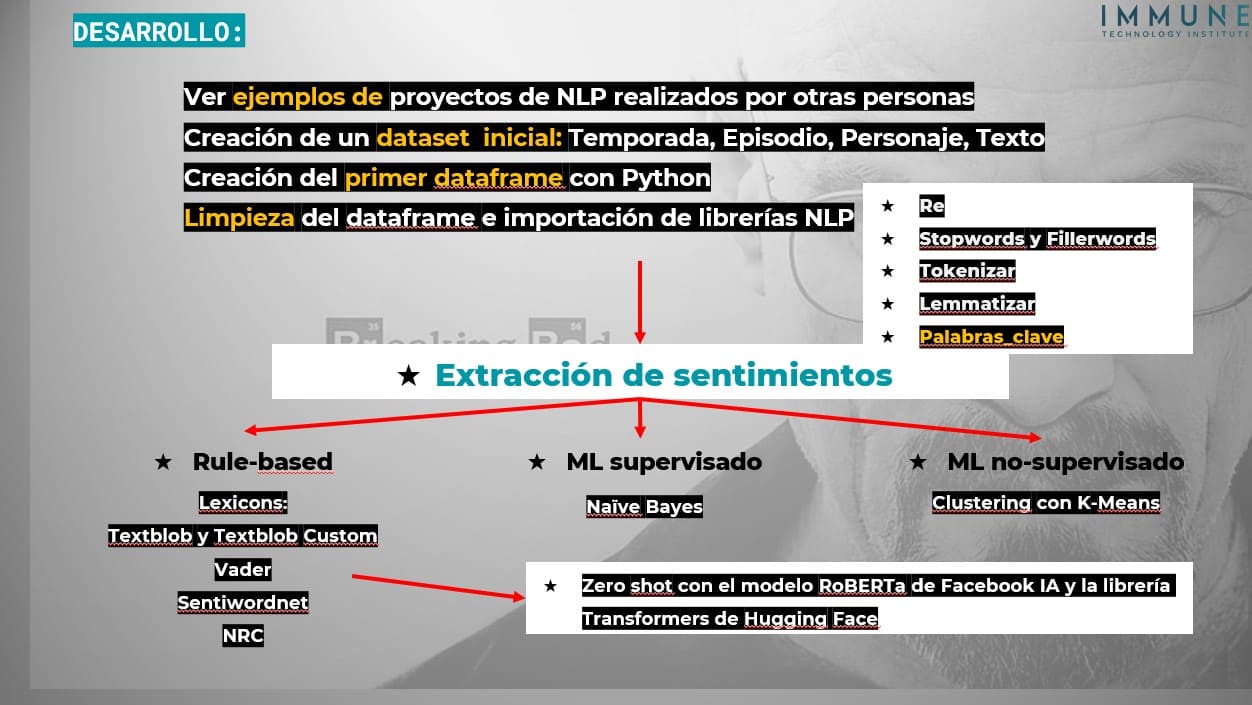 DESARROLLO:
IMMUNE
TECHNOLOGY INSTITUTE
Ver ejemplos de proyectos de NLP realizados por otras personas
Creación de un dataset inicial: Temporada, Episodio, Personaje, Texto
Creación del primer dataframe con Python
Limpieza del dataframe e importación de librerías NLP
★ Re
★ Stopwords y Fillerwords
★ Tokenizar
★ Lemmatizar
★ Palabras_clave
35 56
Breaking Bad
★ Extracción de sentimientos
★ Rule-based
Lexicons:
Textblob y Textblob Custom
Vader
Sentiwordnet
NRC
★ ML supervisado
Naïve Bayes
★ ML no-supervisado
Clustering con K-Means
★ Zero shot con el modelo RoBERTa de Facebook IA y la librería
Transformers de Hugging Face